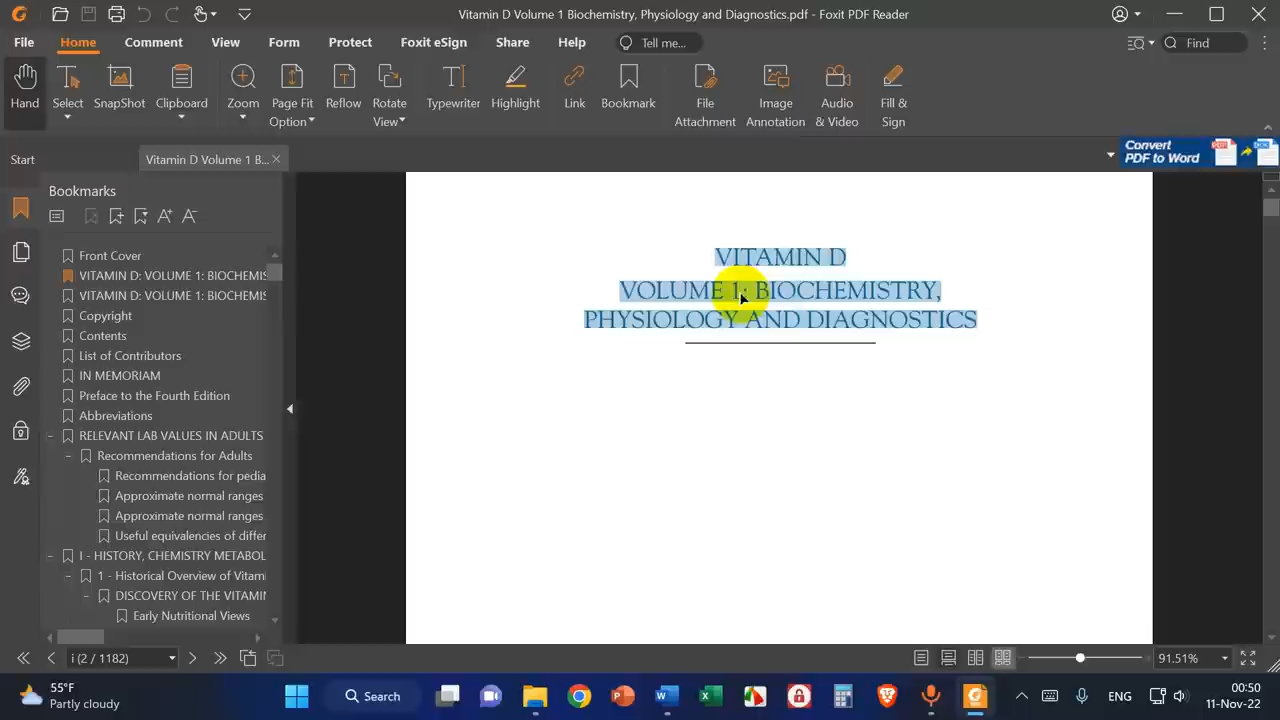 Vitamin D Volume 1 Biochemistry, Physiology and Diagnostics.pdf - Foxit PDF Reader
File Home Comment View Form Protect Foxit eSign Share Help Tell me... Find
Hand Select SnapShot Clipboard Zoom Page Fit Option Reflow Rotate View Typewriter Highlight Link Bookmark File Attachment Image Annotation Audio & Video Fill & Sign
Start Vitamin D Volume 1 B...
Convert
PDF to Word
Bookmarks
Front Cover
VITAMIN D: VOLUME 1: BIOCHEMIS
VITAMIN D: VOLUME 1: BIOCHEMIS
Copyright
Contents
List of Contributors
IN MEMORIAM
Preface to the Fourth Edition
Abbreviations
RELEVANT LAB VALUES IN ADULTS
Recommendations for Adults
Recommendations for pedia
Approximate normal ranges
Approximate normal ranges
Useful equivalencies of differ
I - HISTORY, CHEMISTRY METABOL
1 - Historical Overview of Vitami
DISCOVERY OF THE VITAMIN
Early Nutritional Views
VITAMIN D
VOLUME 1: BIOCHEMISTRY,
PHYSIOLOGY AND DIAGNOSTICS
i (2 / 1182) 91.51%
55°F
Partly cloudy
Search
ENG
00:50
11-Nov-22